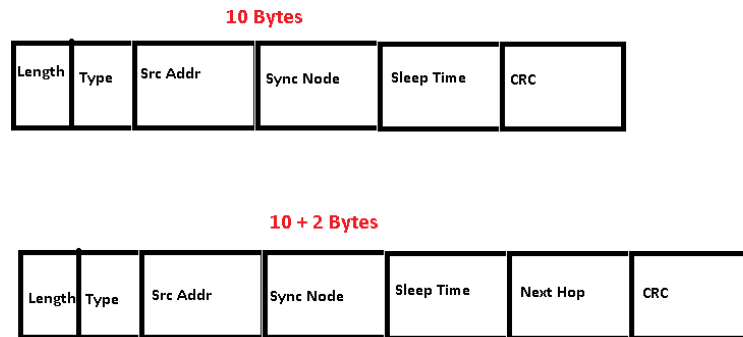 10 Bytes
Length Type Src Addr Sync Node Sleep Time CRC
10 + 2 Bytes
Length Type Src Addr Sync Node Sleep Time Next Hop CRC